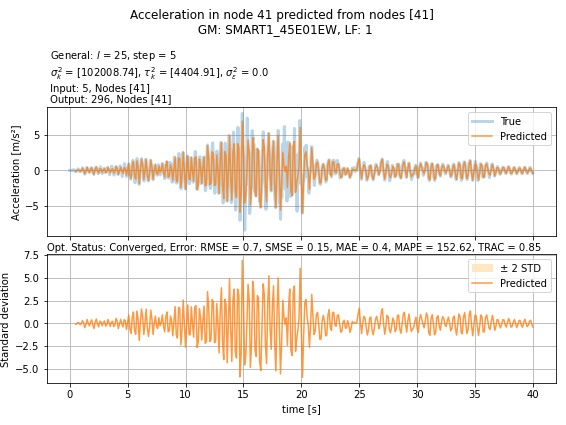 Acceleration in node 41 predicted from nodes [41]
GM: SMART1_45E01EW, LF: 1
General: l = 25, step = 5
σ²ₖ = [102008.74], τ²ₖ = [4404.91], σ²ε = 0.0
Input: 5, Nodes [41]
Output: 296, Nodes [41]
Acceleration [m/s²]
5
0
−5
True
Predicted
Opt. Status: Converged, Error: RMSE = 0.7, SMSE = 0.15, MAE = 0.4, MAPE = 152.62, TRAC = 0.85
Standard deviation
7.5
5.0
2.5
0.0
−2.5
−5.0
± 2 STD
Predicted
0 5 10 15 20 25 30 35 40
time [s]